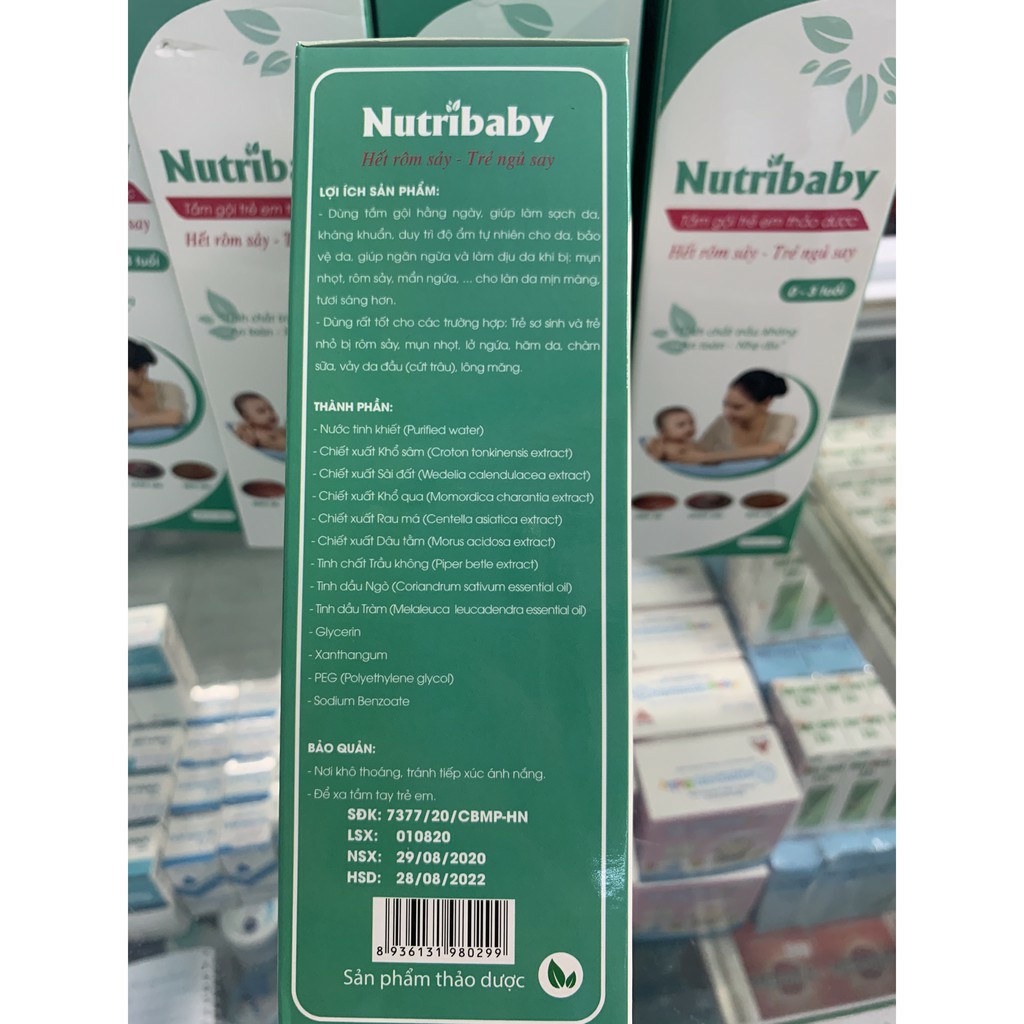 Nutribaby
Hết rôm sảy - Trẻ ngủ say
LỢI ÍCH SẢN PHẨM:
- Dùng tắm gội hằng ngày, giúp làm sạch da,
kháng khuẩn, duy trì độ ẩm tự nhiên cho da, bảo
vệ da, giúp ngăn ngừa và làm dịu da khi bị: mụn
nhọt, rôm sảy, mẩn ngứa, ... cho làn da mịn màng,
tươi sáng hơn.
- Dùng rất tốt cho các trường hợp: Trẻ sơ sinh và trẻ
nhỏ bị rôm sảy, mụn nhọt, lở ngứa, hăm da, chàm
sữa, vảy da đầu (cứt trâu), lông măng.
THÀNH PHẦN:
- Nước tinh khiết (Purified water)
- Chiết xuất Khổ sâm (Croton tonkinensis extract)
- Chiết xuất Sài đất (Wedelia calendulacea extract)
- Chiết xuất Khổ qua (Momordica charantia extract)
- Chiết xuất Rau má (Centella asiatica extract)
- Chiết xuất Dâu tằm (Morus acidosa extract)
- Tinh chất Trầu không (Piper betle extract)
- Tinh dầu Ngò (Coriandrum sativum essential oil)
- Tinh dầu Tràm (Melaleuca leucadendra essential oil)
- Glycerin
- Xanthangum
- PEG (Polyethylene glycol)
- Sodium Benzoate
BẢO QUẢN:
- Nơi khô thoáng, tránh tiếp xúc ánh nắng.
- Để xa tầm tay trẻ em.
SĐK: 7377/20/CBMP-HN
LSX: 010820
NSX: 29/08/2020
HSD: 28/08/2022
8 936131 980299
Sản phẩm thảo dược
Nutriba
Tắm gội trẻ em t
Hết rôm sảy - T
say
tuổi
Nutribaby
Tắm gội trẻ em thảo dược
Hết rôm sảy - Trẻ ngủ say
0 - 3 tuổi